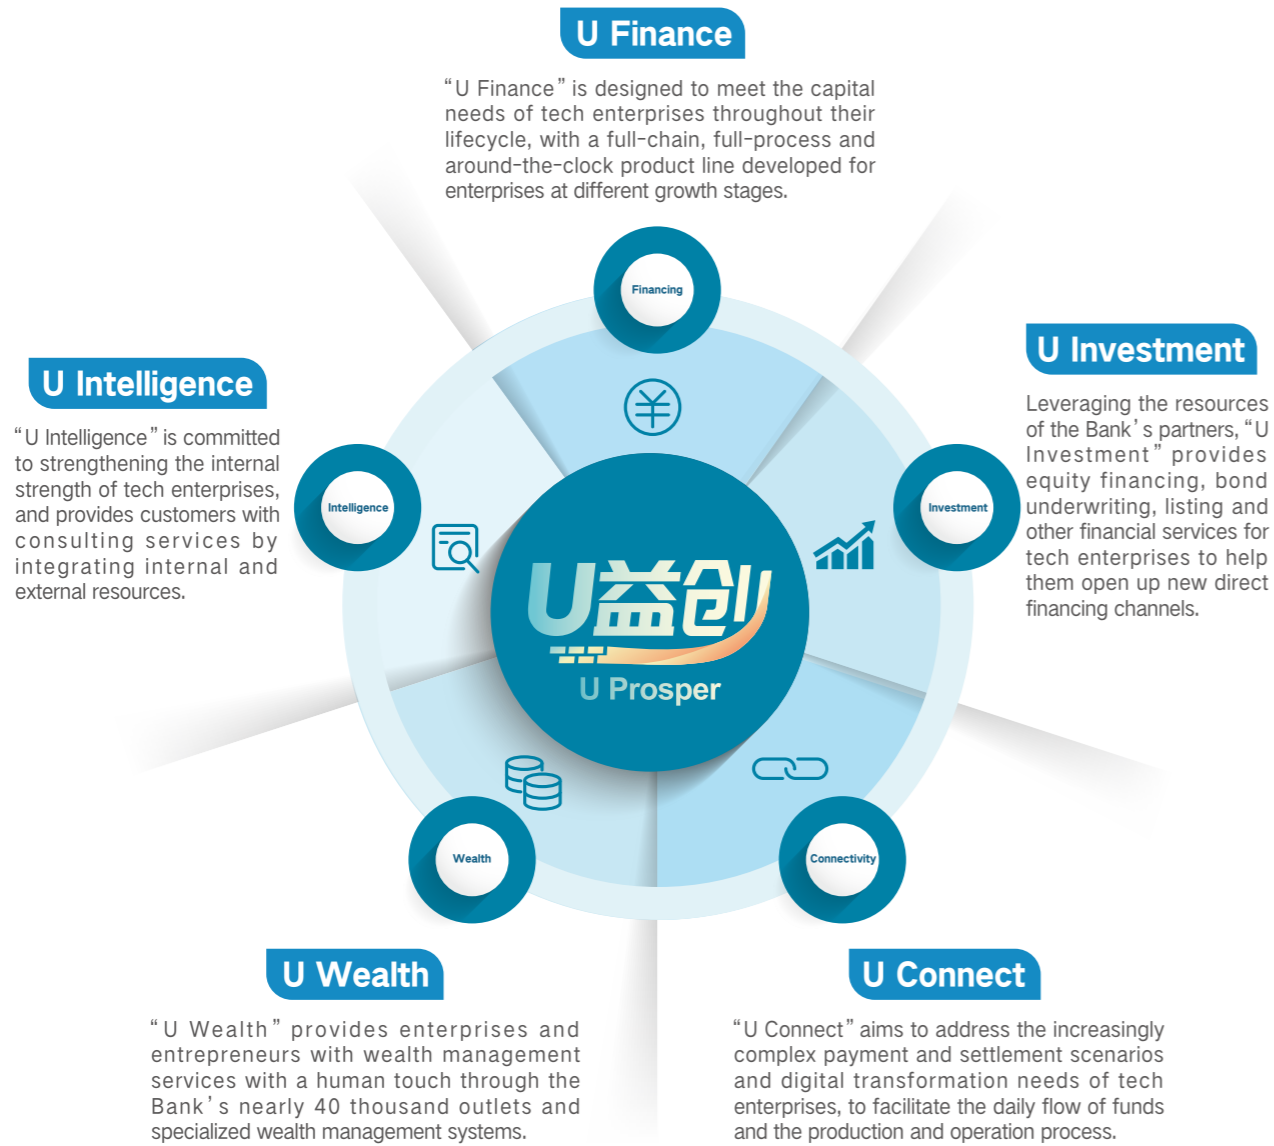 U Finance
“U Finance” is designed to meet the capital
needs of tech enterprises throughout their
lifecycle, with a full-chain, full-process and
around-the-clock product line developed for
enterprises at different growth stages.
Financing
U Investment
Leveraging the resources
of the Bank’s partners, “U
Investment” provides
equity financing, bond
underwriting, listing and
other financial services for
tech enterprises to help
them open up new direct
financing channels.
Investment
U Intelligence
“U Intelligence” is committed
to strengthening the internal
strength of tech enterprises,
and provides customers with
consulting services by
integrating internal and
external resources.
Intelligence
U益创
U Prosper
Wealth
Connectivity
U Wealth
“U Wealth” provides enterprises and
entrepreneurs with wealth management
services with a human touch through the
Bank’s nearly 40 thousand outlets and
specialized wealth management systems.
U Connect
“U Connect” aims to address the increasingly
complex payment and settlement scenarios
and digital transformation needs of tech
enterprises, to facilitate the daily flow of funds
and the production and operation process.